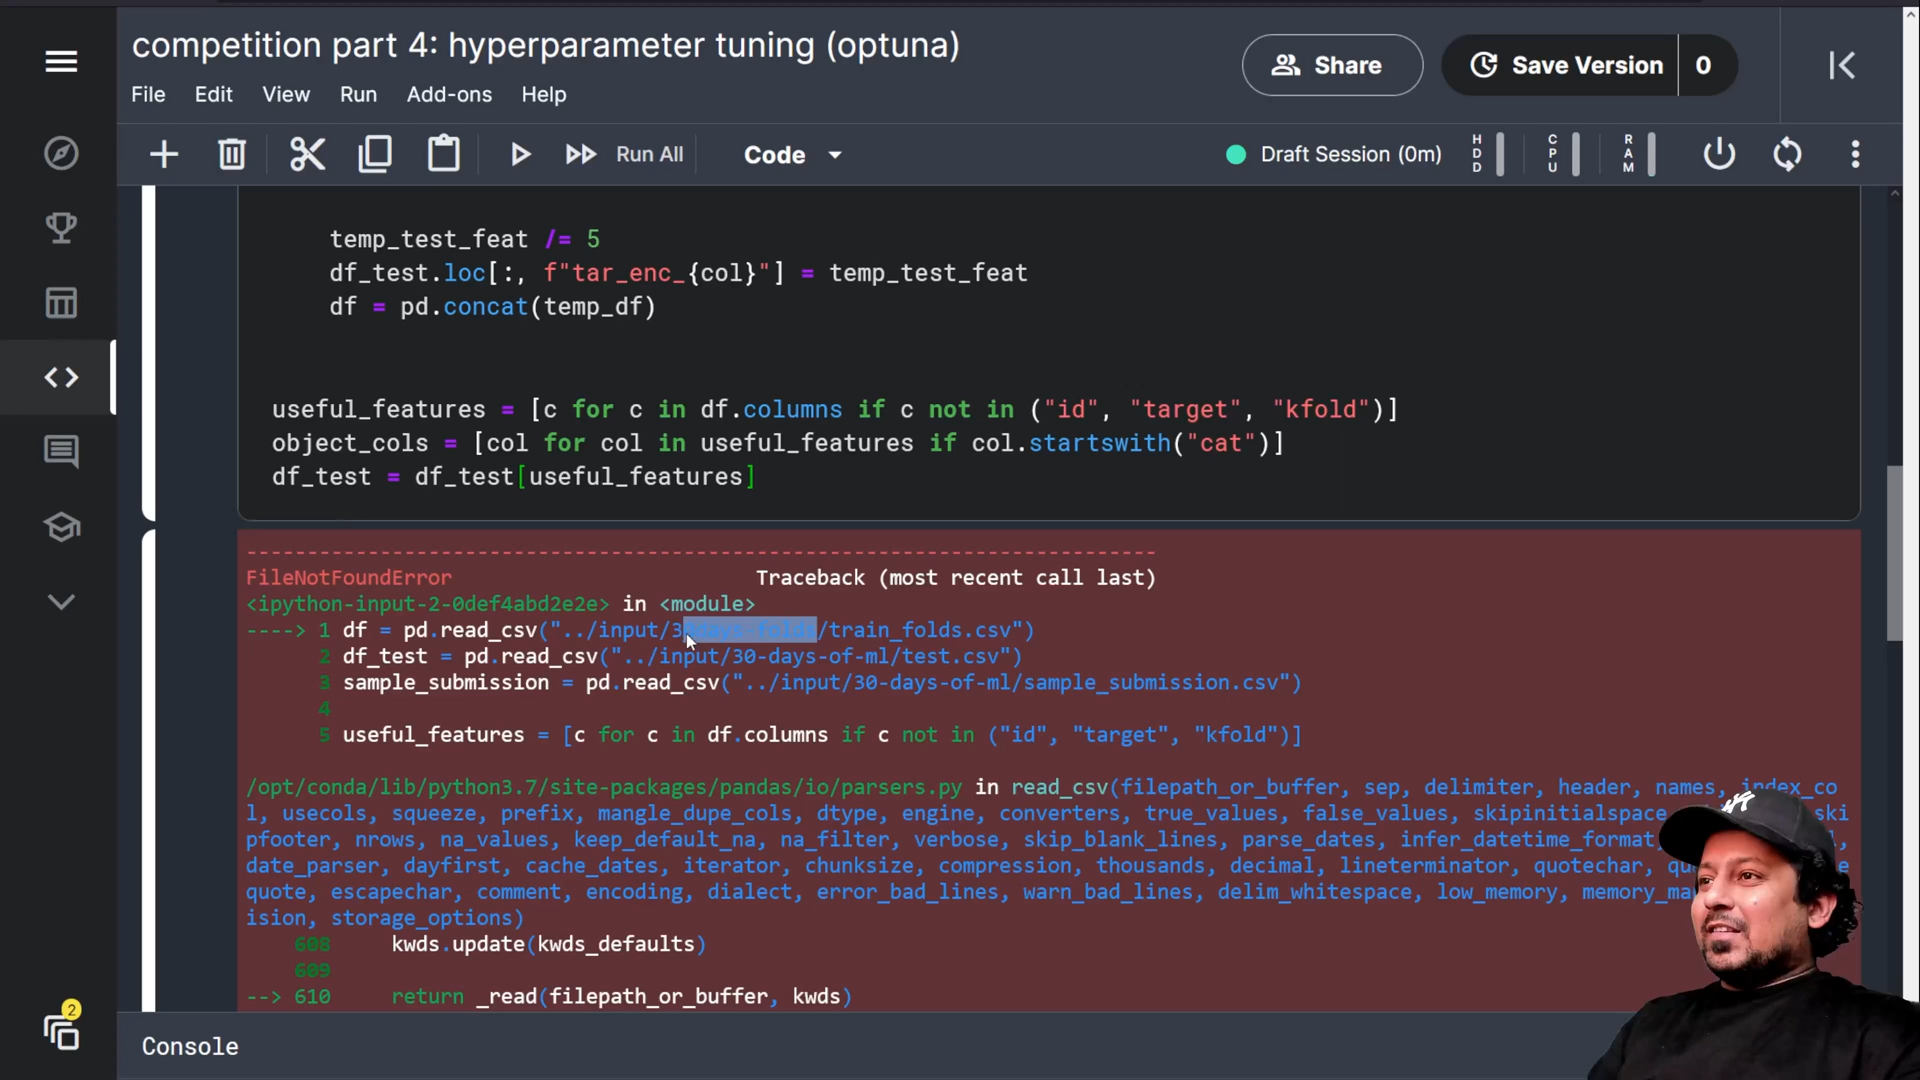 competition part 4: hyperparameter tuning (optuna)
Share
Save Version 0
File Edit View Run Add-ons Help
Run All
Code
Draft Session (0m)
HDD
CPU
RAM
temp_test_feat /= 5
df_test.loc[:, f"tar_enc_{col}"] = temp_test_feat
df = pd.concat(temp_df)
useful_features = [c for c in df.columns if c not in ("id", "target", "kfold")]
object_cols = [col for col in useful_features if col.startswith("cat")]
df_test = df_test[useful_features]
---------------------------------------------------------------------------
FileNotFoundError Traceback (most recent call last)
<ipython-input-2-0def4abd2e2e> in <module>
----> 1 df = pd.read_csv("../input/30days-folds/train_folds.csv")
2 df_test = pd.read_csv("../input/30-days-of-ml/test.csv")
3 sample_submission = pd.read_csv("../input/30-days-of-ml/sample_submission.csv")
4
5 useful_features = [c for c in df.columns if c not in ("id", "target", "kfold")]
/opt/conda/lib/python3.7/site-packages/pandas/io/parsers.py in read_csv(filepath_or_buffer, sep, delimiter, header, names, index_co
l, usecols, squeeze, prefix, mangle_dupe_cols, dtype, engine, converters, true_values, false_values, skipinitialspace ski
pfooter, nrows, na_values, keep_default_na, na_filter, verbose, skip_blank_lines, parse_dates, infer_datetime_format,
date_parser, dayfirst, cache_dates, iterator, chunksize, compression, thousands, decimal, lineterminator, quotechar,
quote, escapechar, comment, encoding, dialect, error_bad_lines, warn_bad_lines, delim_whitespace, low_memory,
ision, storage_options)
608 kwds.update(kwds_defaults)
609
--> 610 return _read(filepath_or_buffer, kwds)
2
Console